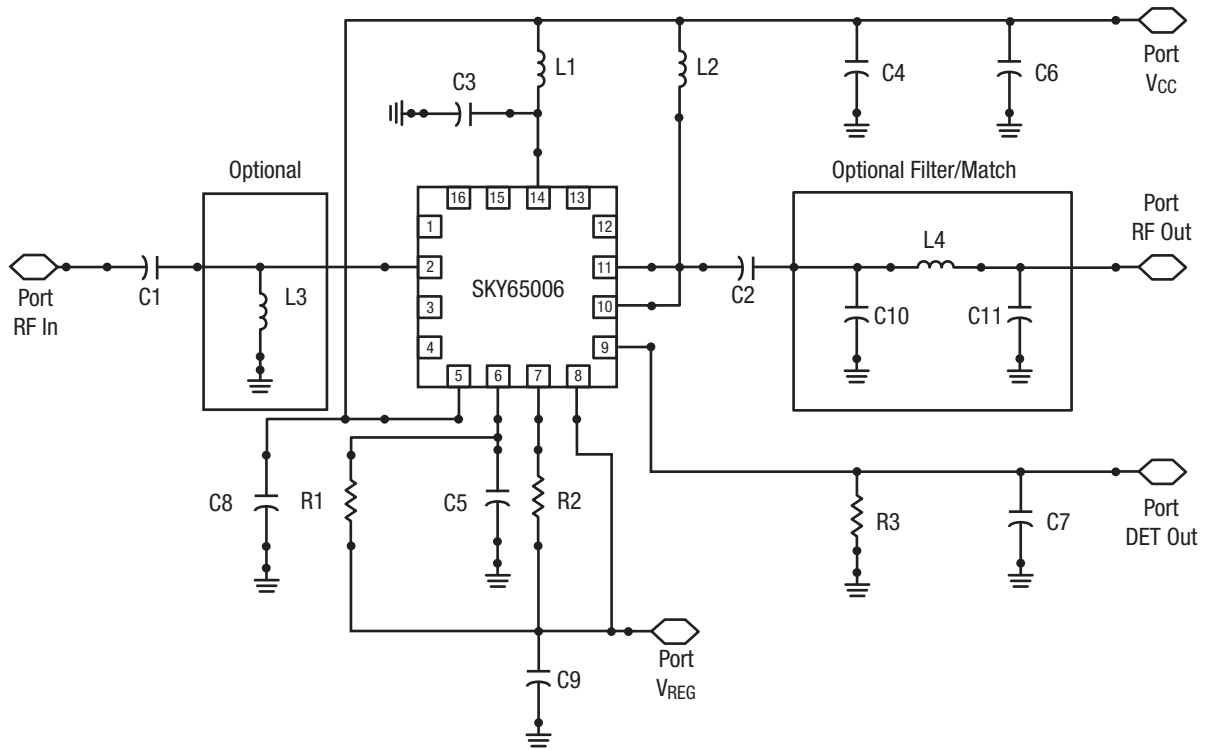 Port
VCC
L1
L2
C3
C4
C6
Optional
Optional Filter/Match
16
15
14
13
1
2
3
4
12
11
10
9
5
6
7
8
SKY65006
Port
RF In
C1
L3
C2
L4
C10
C11
Port
RF Out
C8
R1
C5
R2
R3
C7
Port
DET Out
Port
VREG
C9